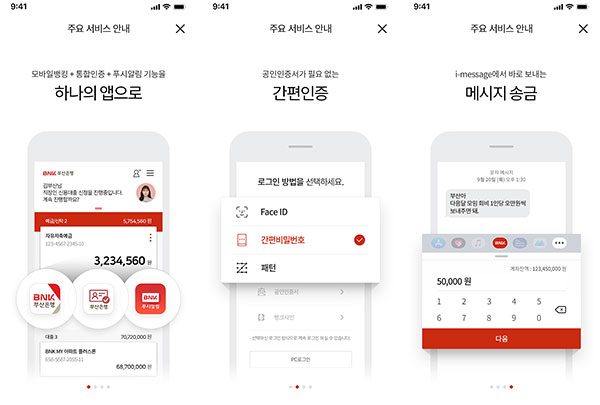 9:41
주요 서비스 안내
모바일뱅킹 + 통합인증 + 푸시알림 기능을
하나의 앱으로
BNK 부산은행
김부산님
직장인 신용대출 신청을 진행중입니다.
계속 진행할까요?
예금/신탁 2
5,754,560 원
자유저축예금
123-4567-2345-10
3,234,560 원
BNK
부산은행
부산은행
BNK
푸시알림
대출 3
70,720,000 원
BNK MY 아파트 플러스론
656-5687-2055-11
68,700,000 원
9:41
주요 서비스 안내
공인인증서가 필요 없는
간편인증
로그인 방법을 선택하세요.
Face ID
간편비밀번호
패턴
공인인증서
뱅크사인
PC로그인
9:41
주요 서비스 안내
i-message에서 바로 보내는
메시지 송금
문자 메시지
9월 20일 (목) 오후 1:30
부산아
다음달 모임 회비 1인당 오만원씩
보내주면 돼.
BNK
계좌잔액 : 123,450,000 원
50,000 원
1 2 3 4 5
6 7 8 9 0
다음